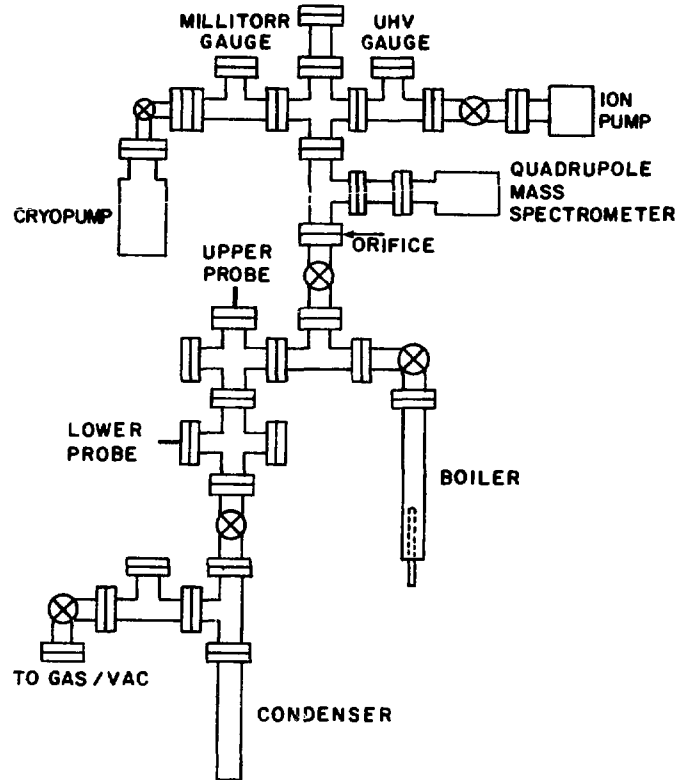 MILLITORR
GAUGE
UHV
GAUGE
ION
PUMP
QUADRUPOLE
MASS
SPECTROMETER
CRYOPUMP
ORIFICE
UPPER
PROBE
LOWER
PROBE
BOILER
TO GAS/VAC
CONDENSER